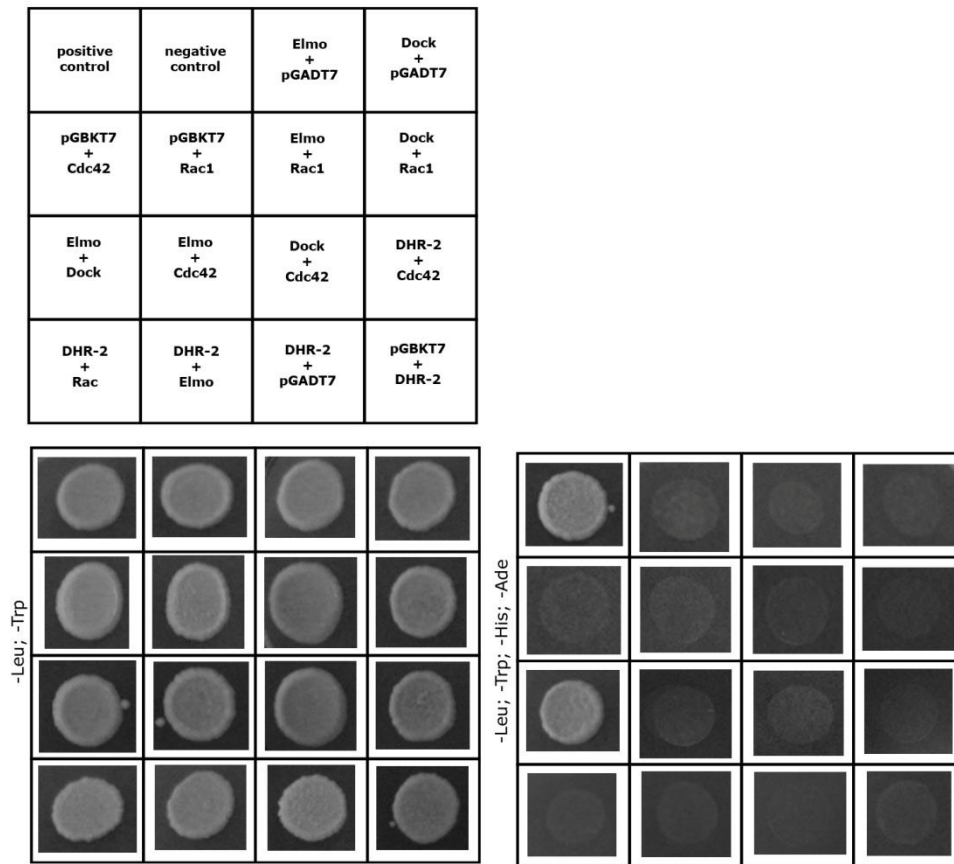 positive
control
negative
control
Elmo
+
pGADT7
Dock
+
pGADT7
pGBKT7
+
Cdc42
pGBKT7
+
Rac1
Elmo
+
Rac1
Dock
+
Rac1
Elmo
+
Dock
Elmo
+
Cdc42
Dock
+
Cdc42
DHR-2
+
Cdc42
DHR-2
+
Rac
DHR-2
+
Elmo
DHR-2
+
pGADT7
pGBKT7
+
DHR-2
-Leu; -Trp
-Leu; -Trp; -His; -Ade